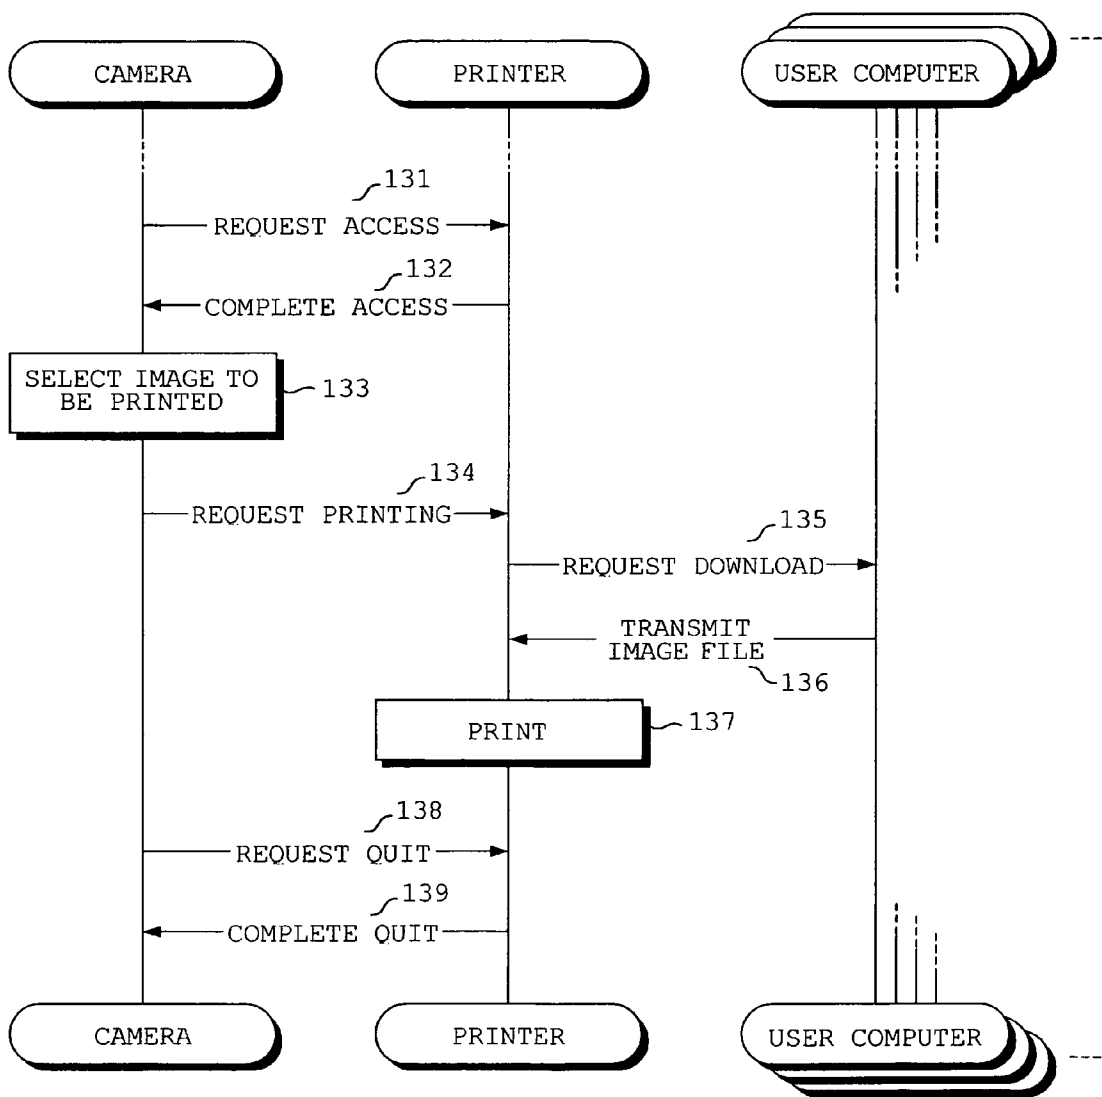 CAMERA
PRINTER
USER COMPUTER
131
REQUEST ACCESS
132
COMPLETE ACCESS
SELECT IMAGE TO
BE PRINTED
133
134
REQUEST PRINTING
135
REQUEST DOWNLOAD
TRANSMIT
IMAGE FILE
136
PRINT
137
138
REQUEST QUIT
139
COMPLETE QUIT
CAMERA
PRINTER
USER COMPUTER